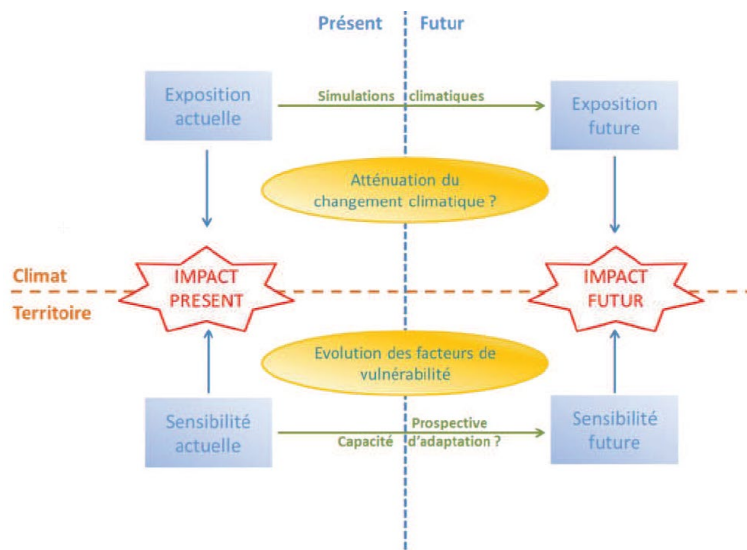 Présent Futur
Exposition
actuelle
Simulations climatiques
Exposition
future
Atténuation du
changement climatique ?
Climat
Territoire
IMPACT
PRESENT
IMPACT
FUTUR
Evolution des facteurs de
vulnérabilité
Sensibilité
actuelle
Prospective
Capacité d'adaptation ?
Sensibilité
future